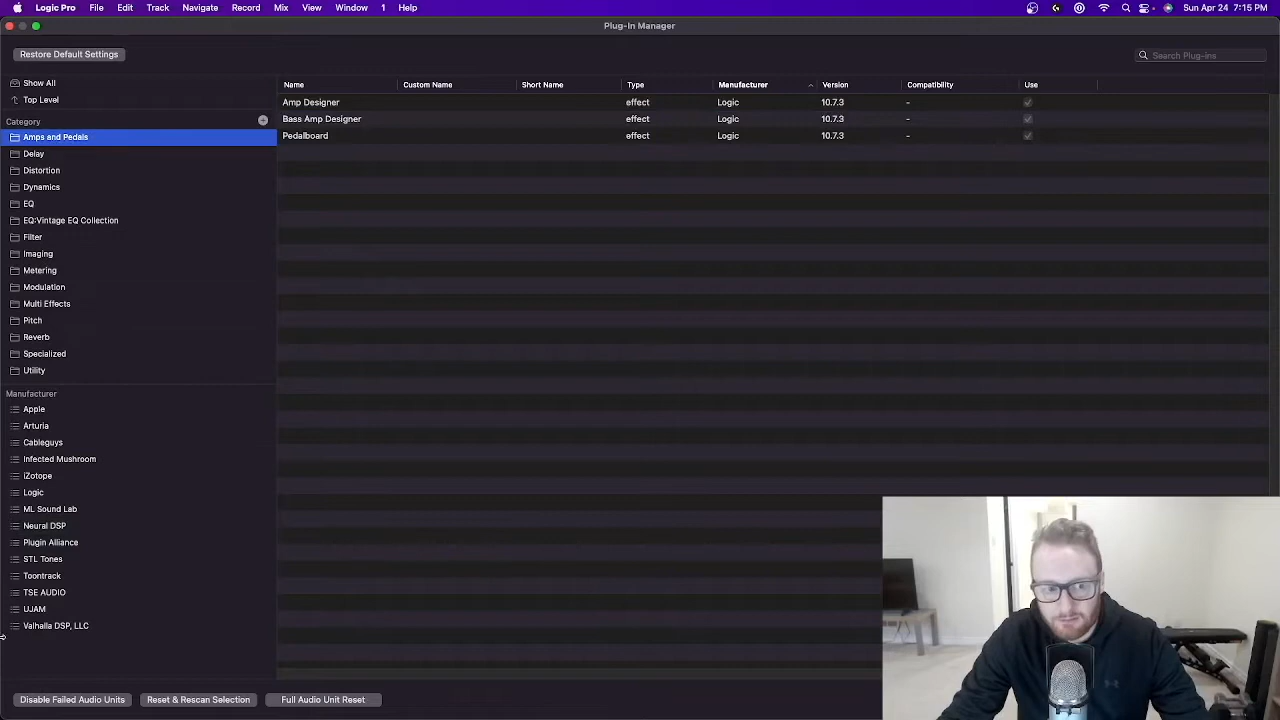 Logic Pro File Edit Track Navigate Record Mix View Window 1 Help Sun Apr 24 7:15 PM
Plug-In Manager
Restore Default Settings
Search Plug-ins
Show All
Top Level
Name Custom Name Short Name Type Manufacturer Version Compatibility Use
Amp Designer effect Logic 10.7.3 -
Bass Amp Designer effect Logic 10.7.3 -
Pedalboard effect Logic 10.7.3 -
Category
Amps and Pedals
Delay
Distortion
Dynamics
EQ
EQ:Vintage EQ Collection
Filter
Imaging
Metering
Modulation
Multi Effects
Pitch
Reverb
Specialized
Utility
Manufacturer
Apple
Arturia
Cableguys
Infected Mushroom
iZotope
Logic
ML Sound Lab
Neural DSP
Plugin Alliance
STL Tones
Toontrack
TSE AUDIO
UJAM
Valhalla DSP, LLC
Disable Failed Audio Units Reset & Rescan Selection Full Audio Unit Reset